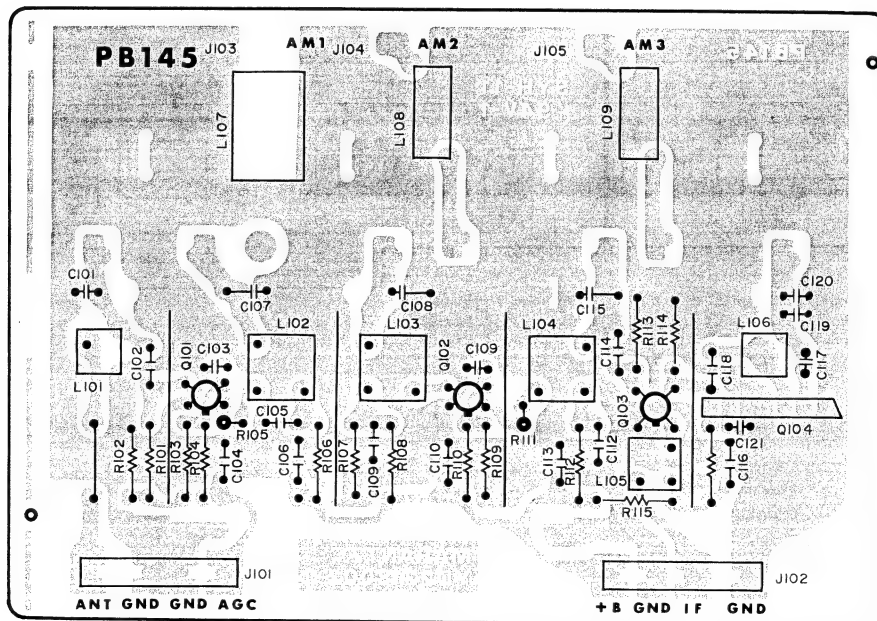 PB145
J103
AM1
J104
AM2
J105
AM3
L107
L108
L109
C101
C107
C108
C115
C120
C119
L101
C102
Q101
C103
L102
L103
Q102
C109
L104
C114
R113
R114
C118
L106
C117
R102
R101
R103
R104
R105
C104
C105
C106
R106
R107
C109
R108
C110
R110
R109
R111
C113
R112
C112
Q103
L105
R115
Q104
C121
C116
J101
J102
ANT GND GND AGC
+B GND IF GND